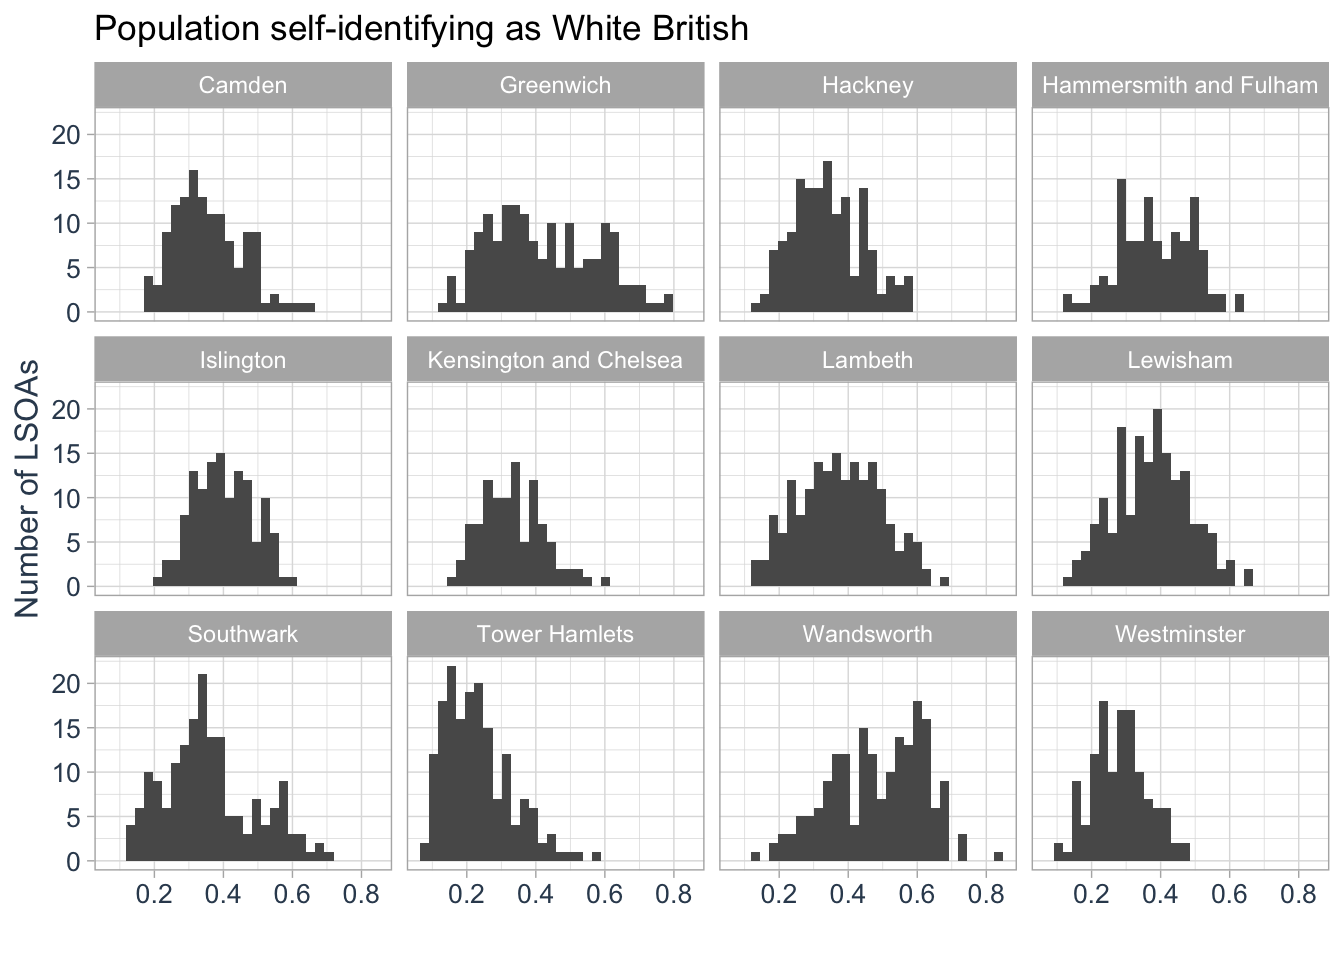 Population self-identifying as White British
Camden
Greenwich
Hackney
Hammersmith and Fulham
20
15
10
5
0
Islington
Kensington and Chelsea
Lambeth
Lewisham
20
15
10
5
0
Number of LSOAs
Southwark
Tower Hamlets
Wandsworth
Westminster
20
15
10
5
0
0.2 0.4 0.6 0.8
0.2 0.4 0.6 0.8
0.2 0.4 0.6 0.8
0.2 0.4 0.6 0.8